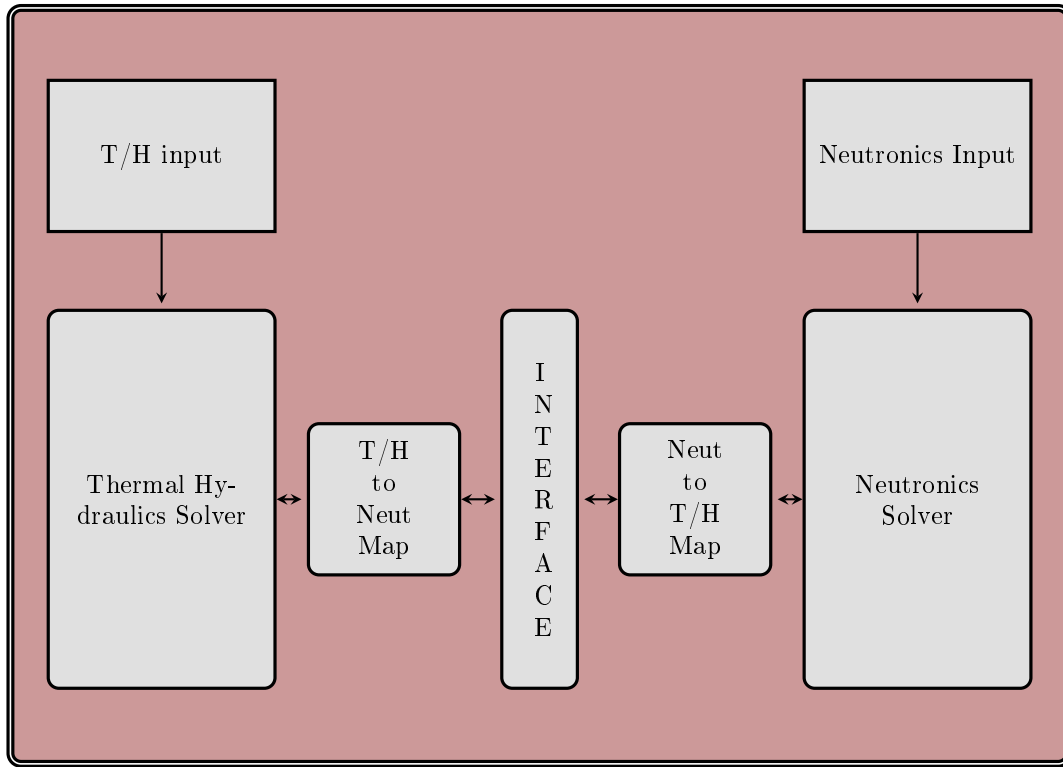 T/H input
Neutronics Input
Thermal Hy-
draulics Solver
T/H
to
Neut
Map
I
N
T
E
R
F
A
C
E
Neut
to
T/H
Map
Neutronics
Solver